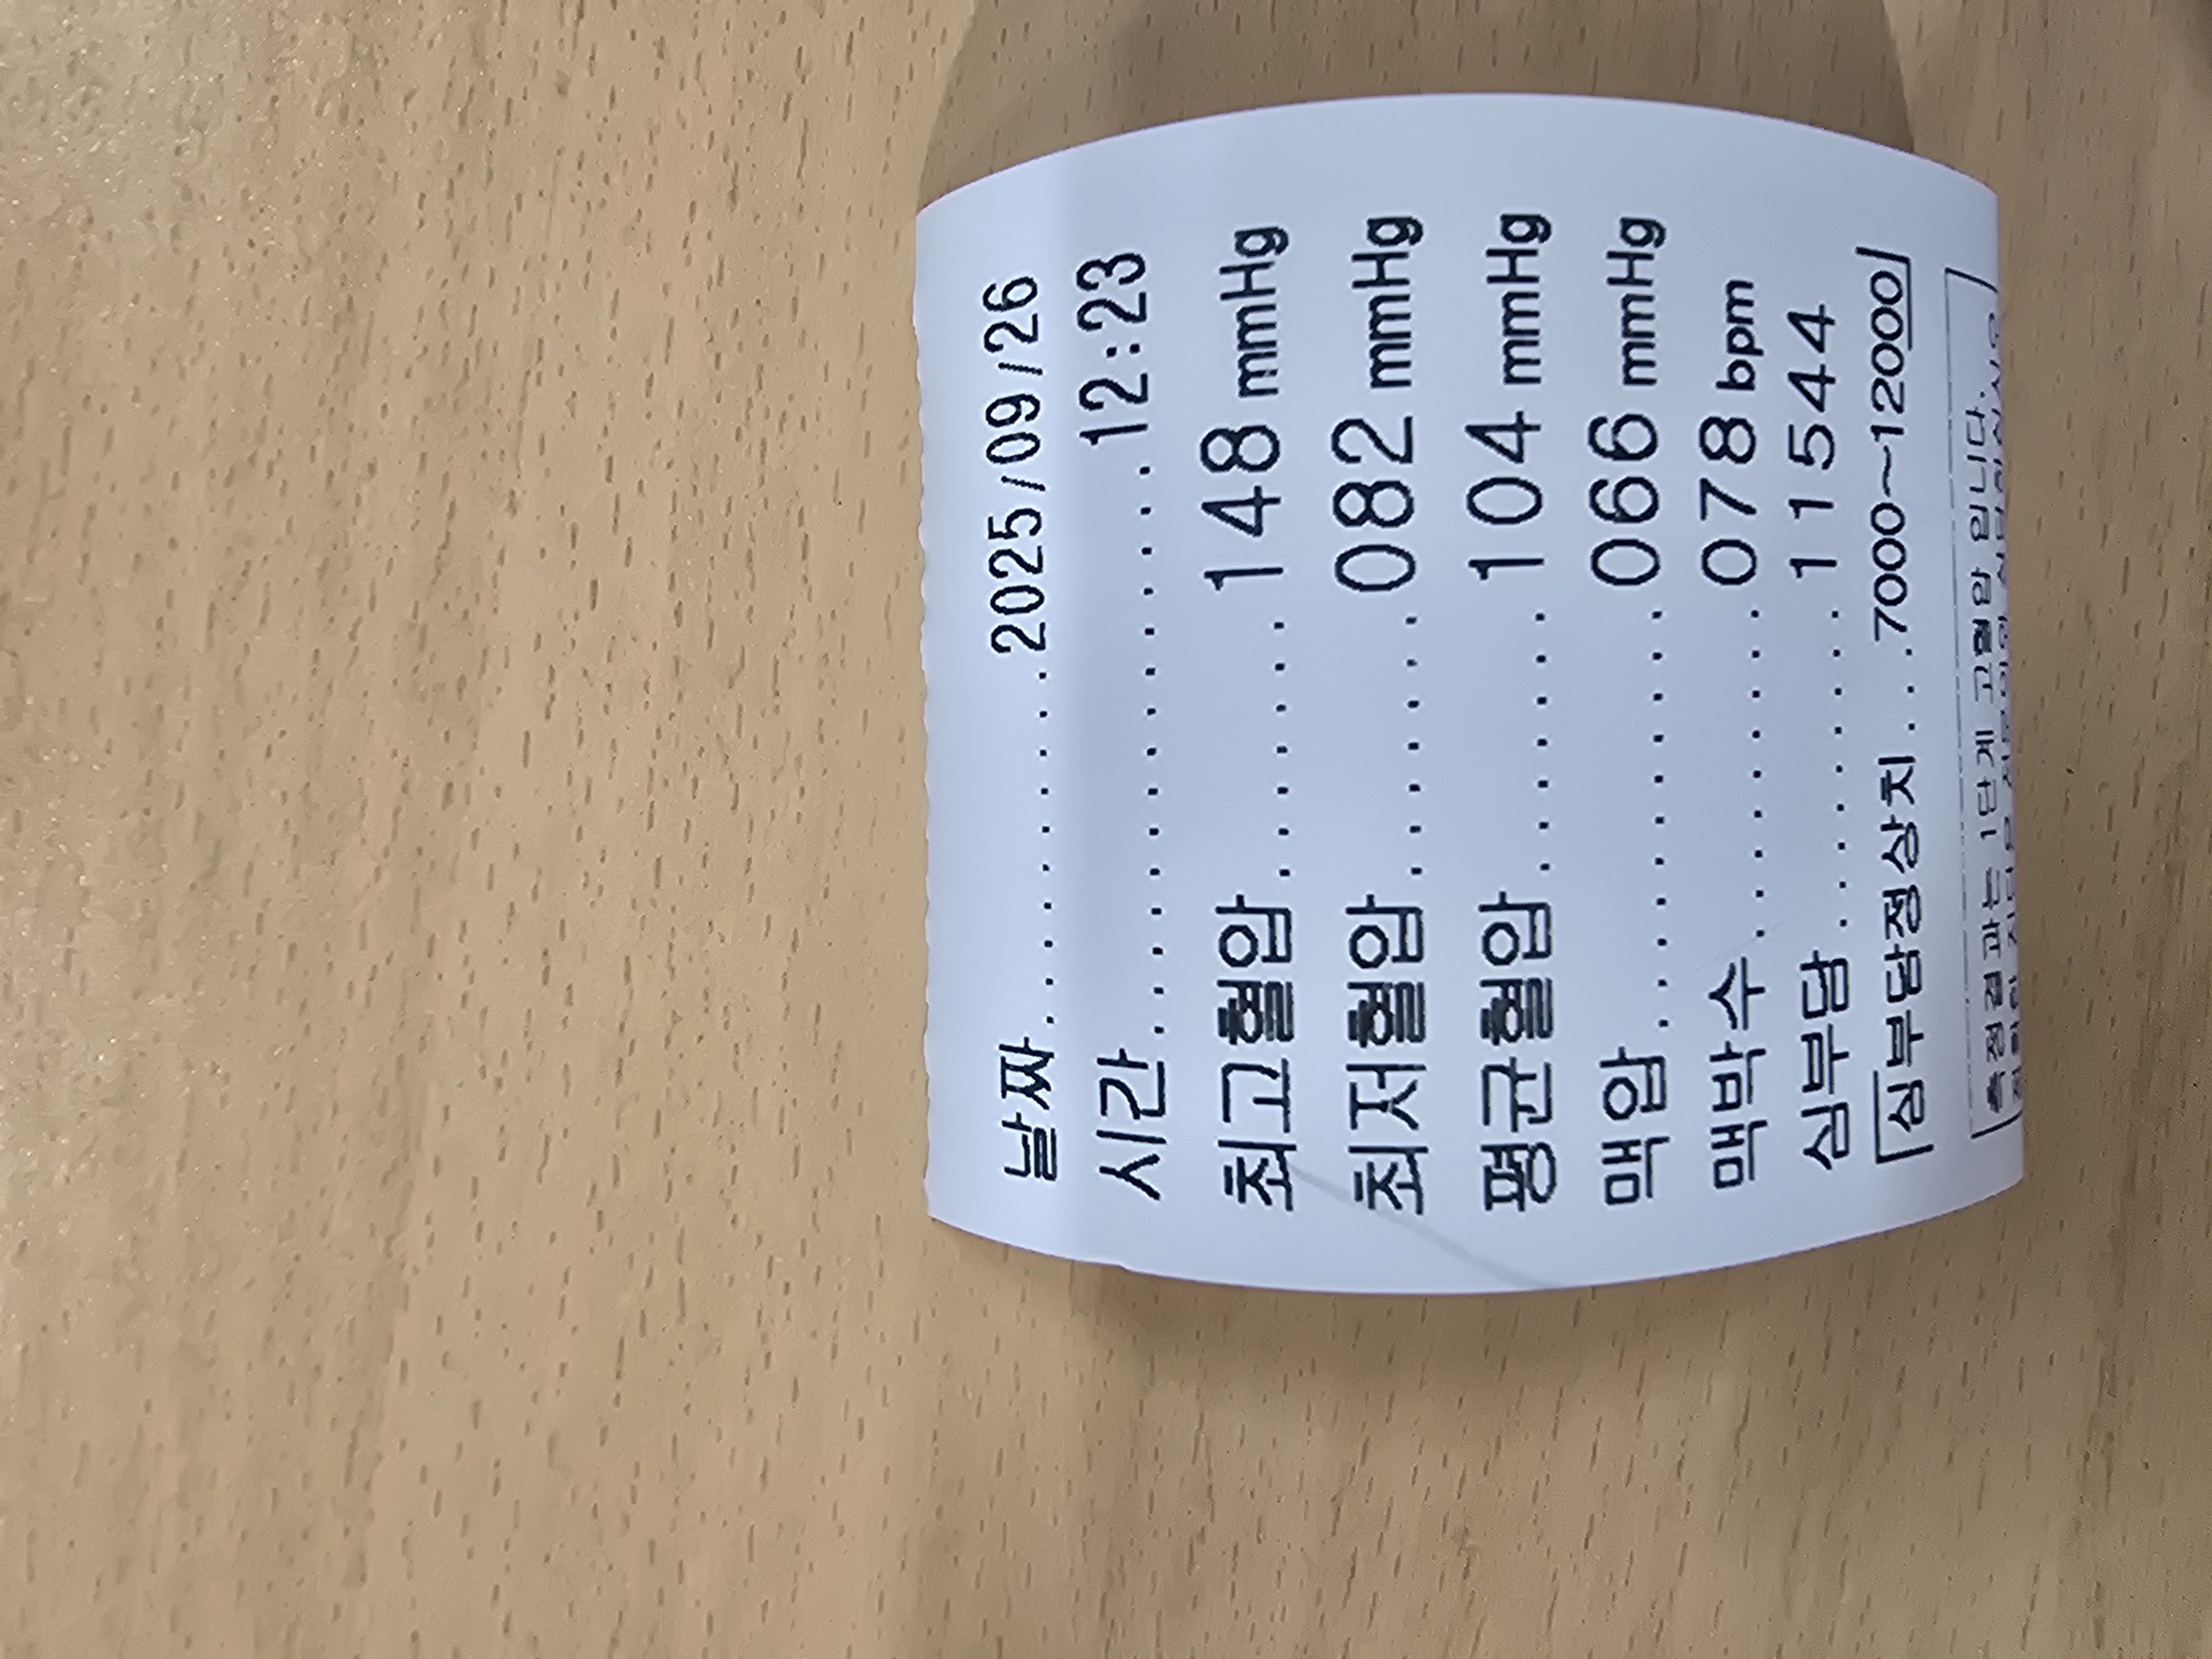 날짜..............2025/09/26
시간....................12:23
최고혈압........148 mmHg
최저혈압........082 mmHg
평균혈압........104 mmHg
맥압.............066 mmHg
맥박수...........078 bpm
심부담..........11544
[심부담정상치...7000~12000]
측정결과는 1단계 고혈압 입니다.